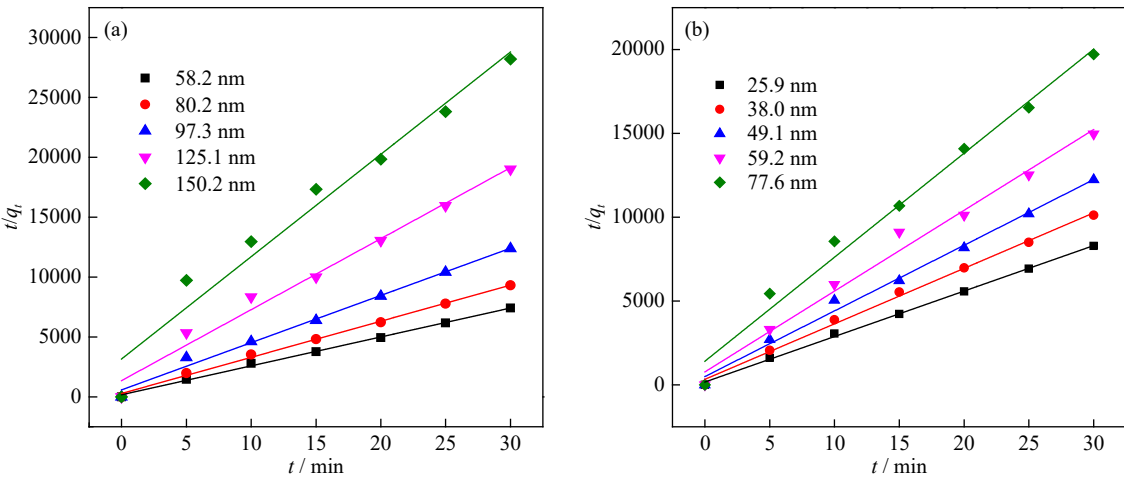 (a)
58.2 nm
80.2 nm
97.3 nm
125.1 nm
150.2 nm
30000
25000
20000
15000
10000
5000
0
t/qt
0 5 10 15 20 25 30
t / min
(b)
25.9 nm
38.0 nm
49.1 nm
59.2 nm
77.6 nm
20000
15000
10000
5000
0
t/qt
0 5 10 15 20 25 30
t / min